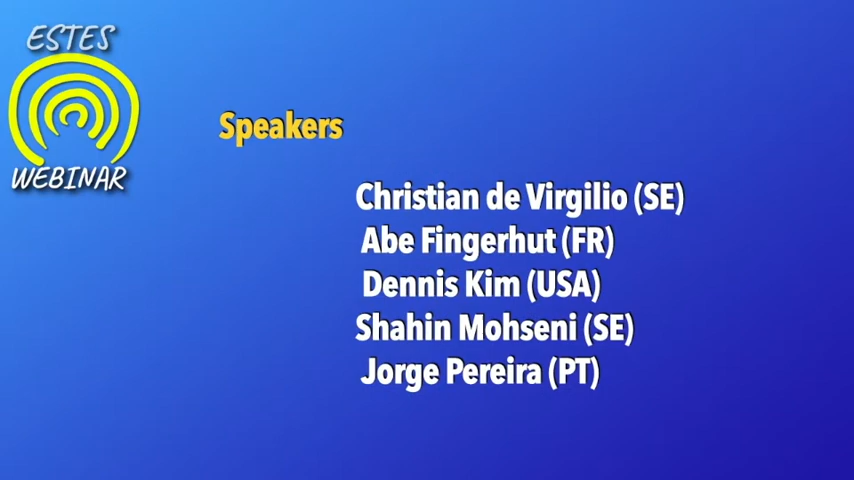 ESTES
WEBINAR
Speakers
Christian de Virgilio (SE)
Abe Fingerhut (FR)
Dennis Kim (USA)
Shahin Mohseni (SE)
Jorge Pereira (PT)